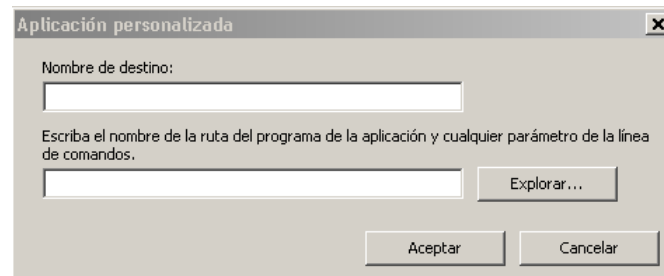 Aplicación personalizada
Nombre de destino:
Escriba el nombre de la ruta del programa de la aplicación y cualquier parámetro de la línea
de comandos.
Explorar...
Aceptar
Cancelar